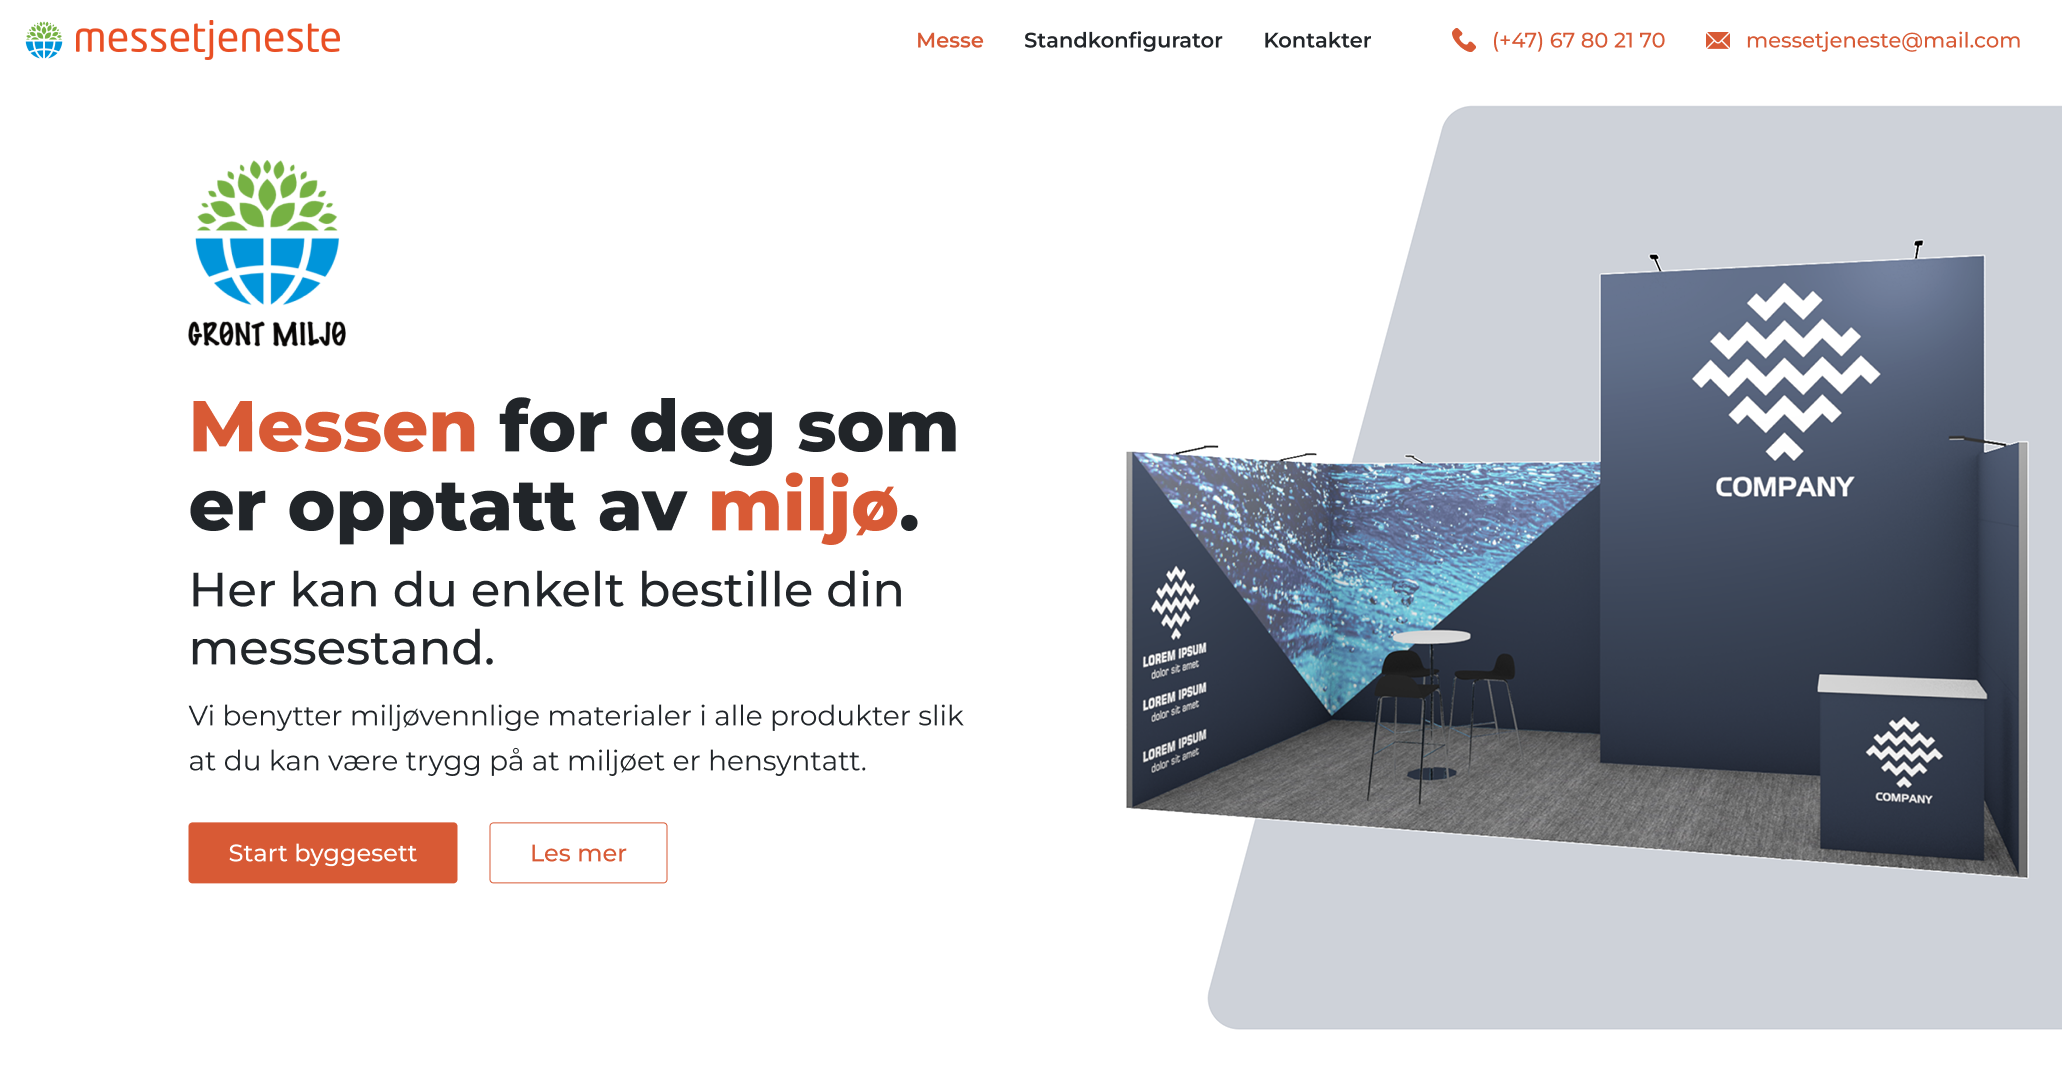 messetjeneste
Messe
Standkonfigurator
Kontakter
(+47) 67 80 21 70
messetjeneste@mail.com
GRØNT MILJØ
Messen for deg som
er opptatt av miljø.
Her kan du enkelt bestille din
messestand.
Vi benytter miljøvennlige materialer i alle produkter slik
at du kan være trygg på at miljøet er hensyntatt.
Start byggesett
Les mer
COMPANY
LOREM IPSUM
dolor sit amet
LOREM IPSUM
dolor sit amet
LOREM IPSUM
dolor sit amet
COMPANY